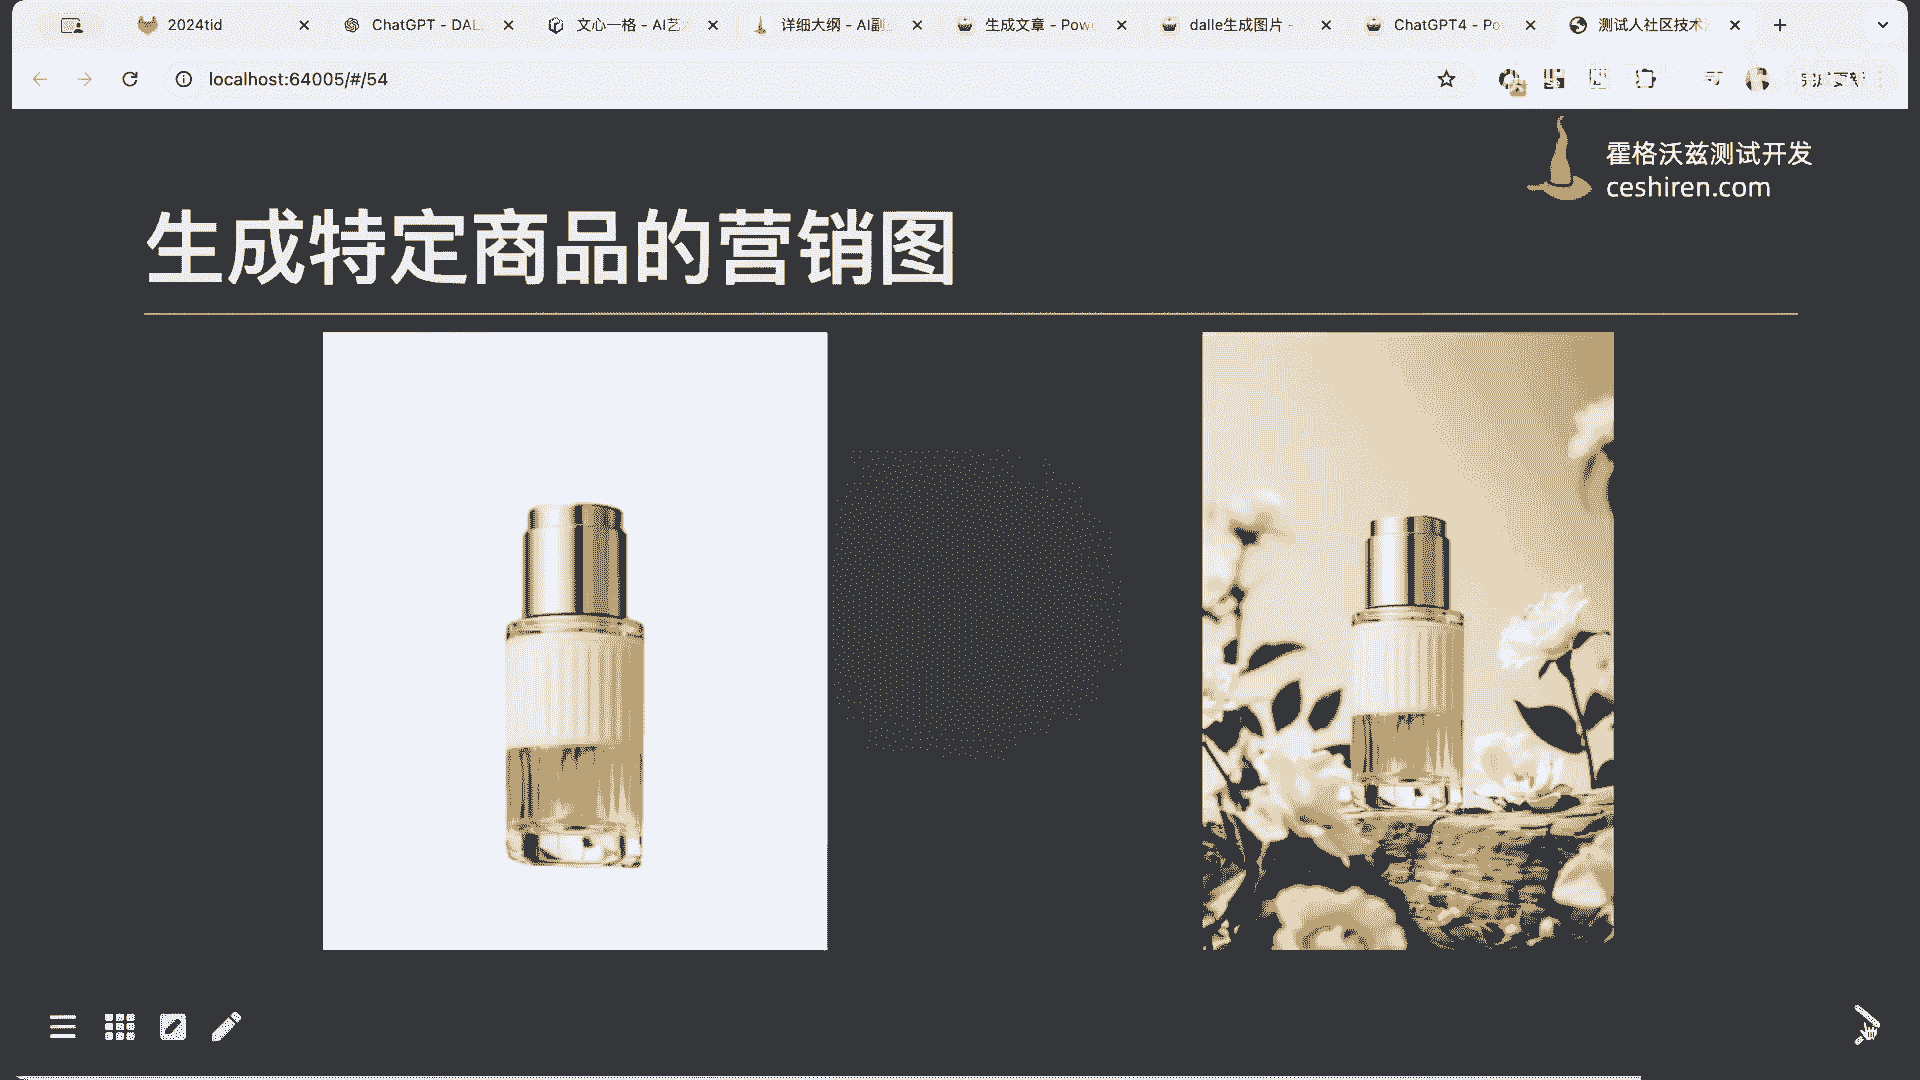 2024tid
ChatGPT - DAL
文心一格 - AI艺
详细大纲 - AI副
生成文章 - Pow
dalle生成图片 -
ChatGPT4 - Po
测试人社区技术
localhost:64005/#/54
霍格沃兹测试开发
ceshiren.com
生成特定商品的营销图